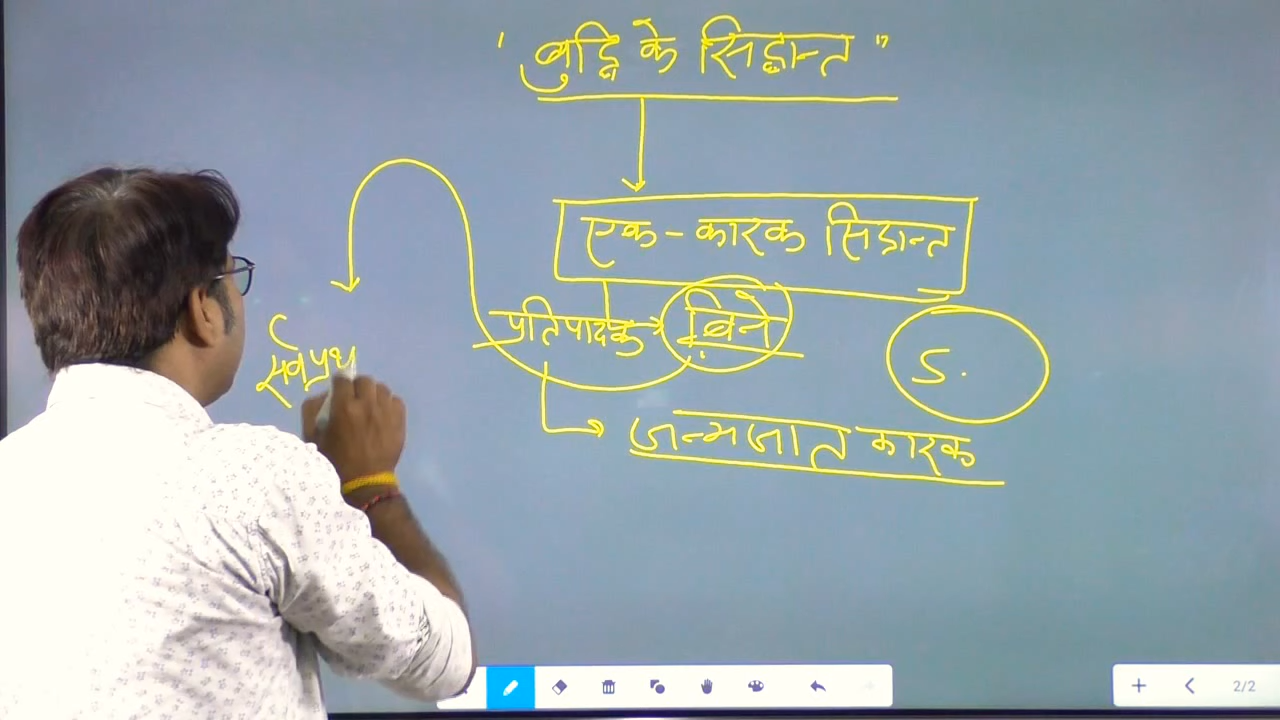 ' बुद्धि के सिद्धान्त "
एक-कारक सिद्धान्त
प्रतिपादक → बिने
S.
सर्वप्रथ
जन्मजात कारक
2/2